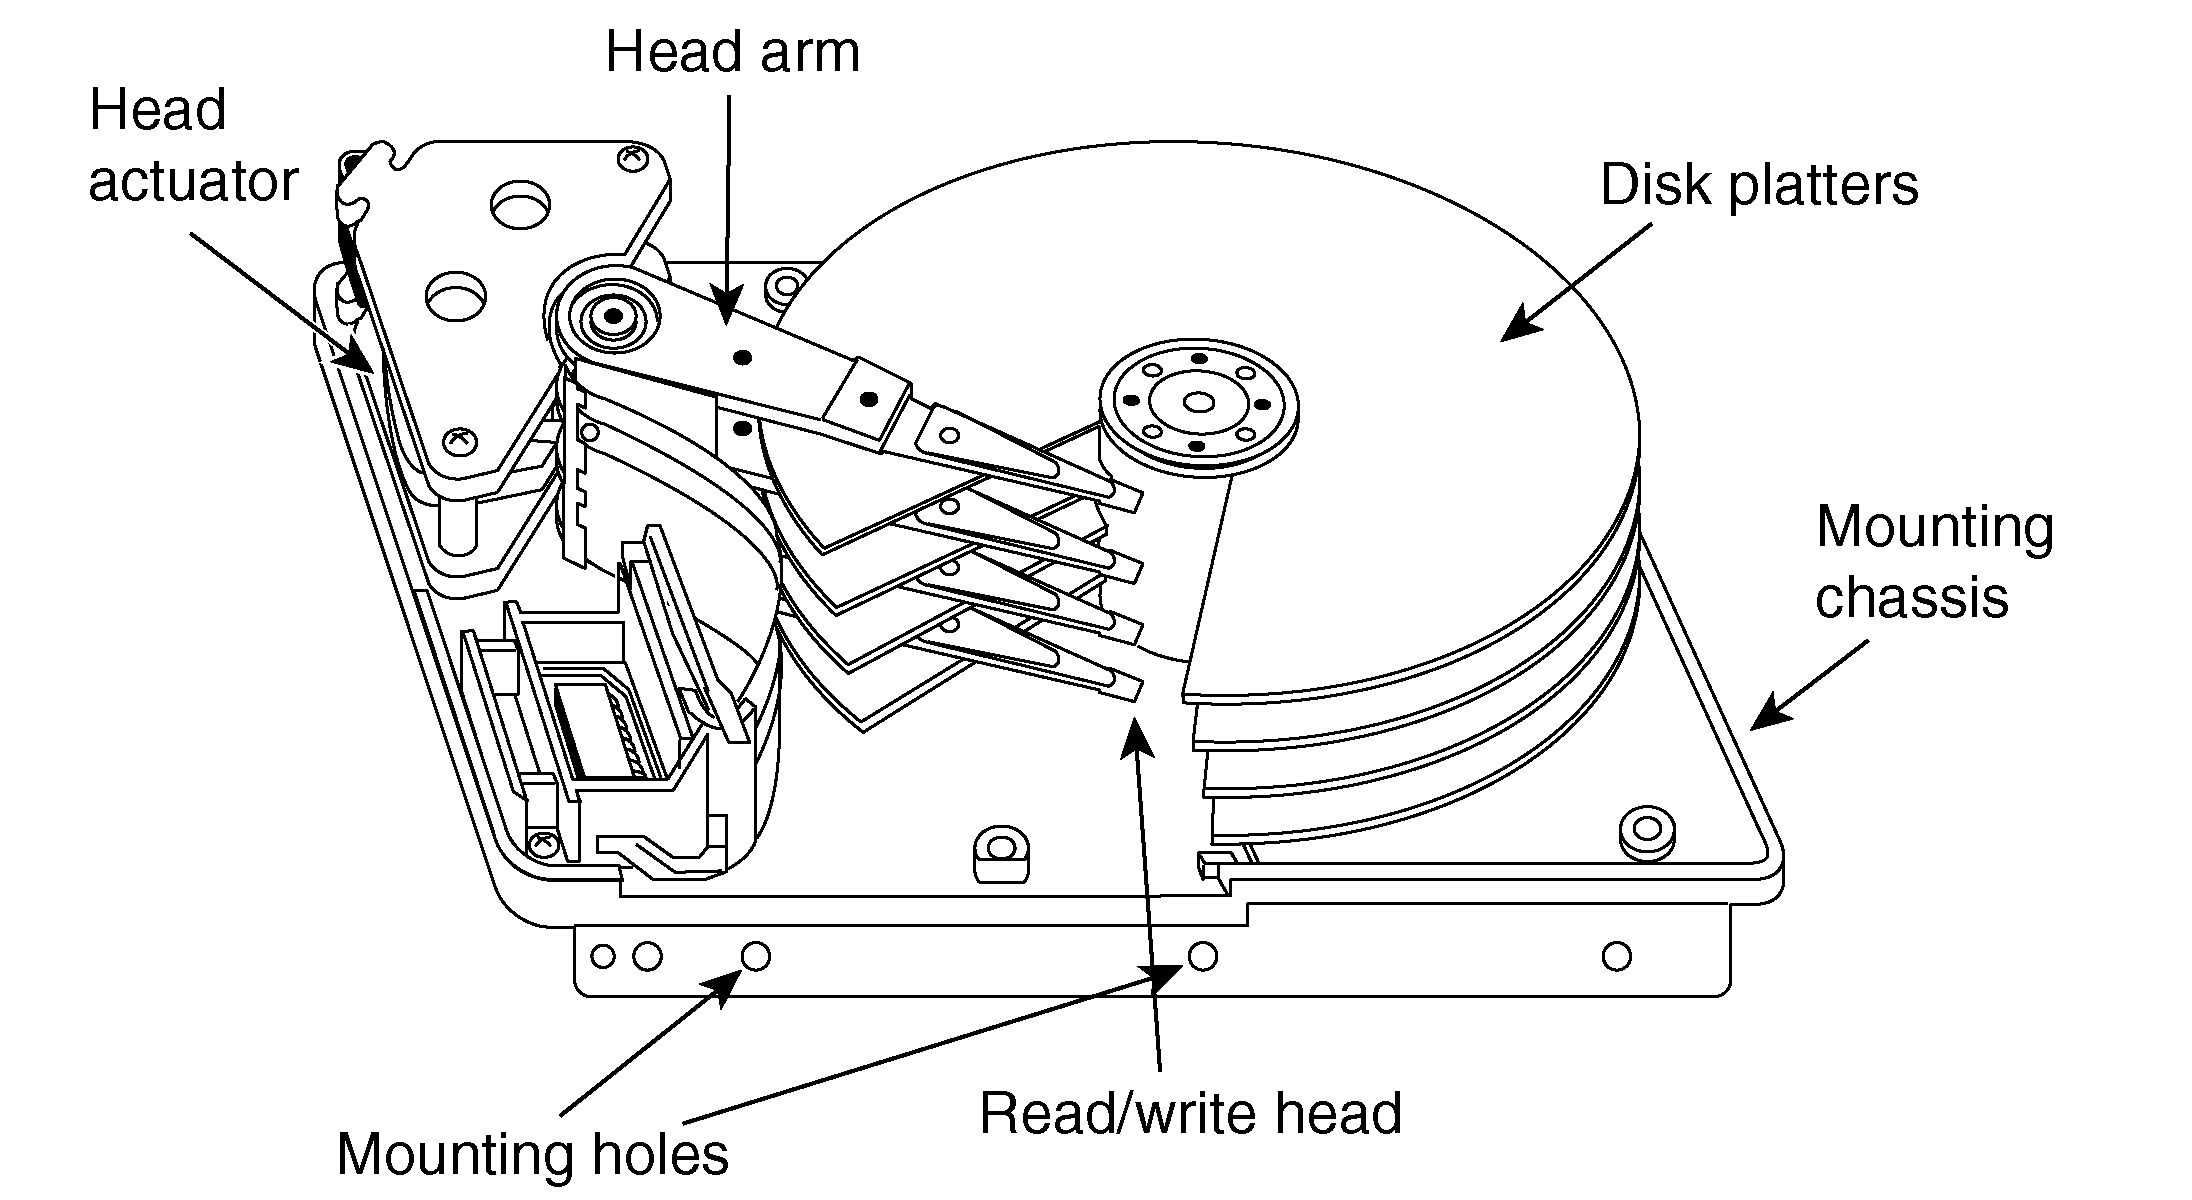 Head arm
Head
actuator
Disk platters
Mounting
chassis
Read/write head
Mounting holes